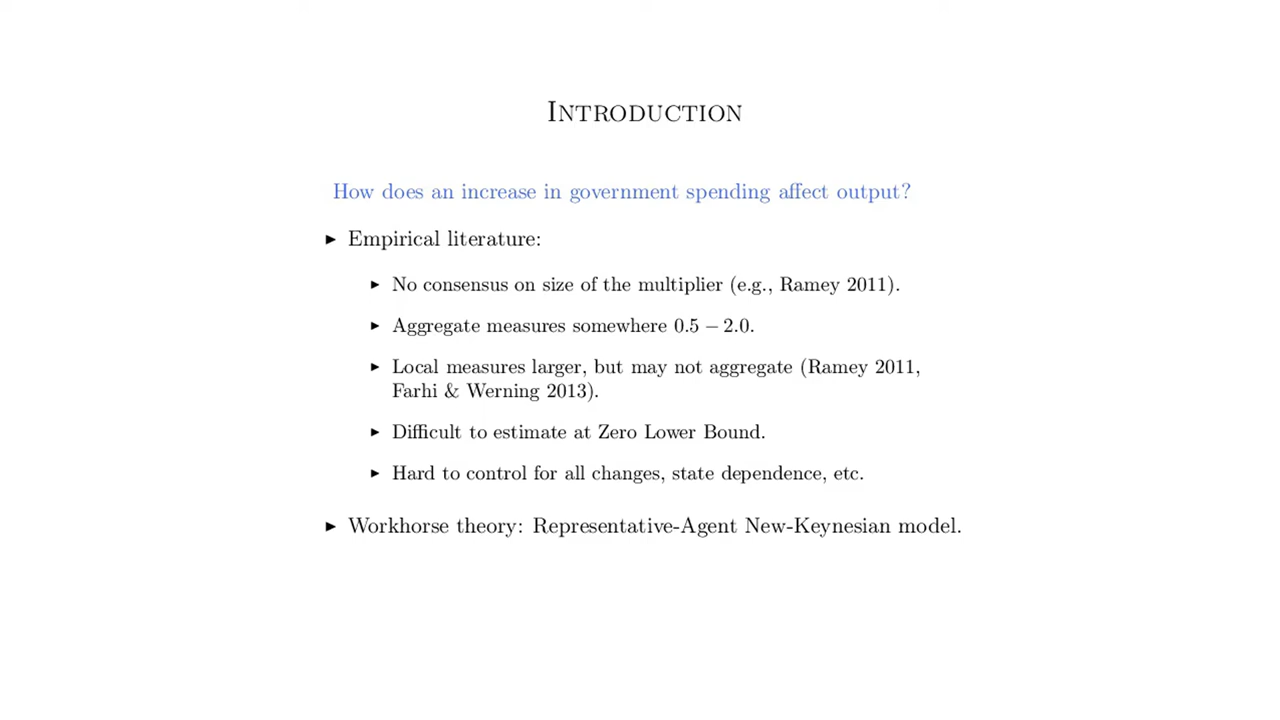 INTRODUCTION
How does an increase in government spending affect output?
▶ Empirical literature:
▶ No consensus on size of the multiplier (e.g., Ramey 2011).
▶ Aggregate measures somewhere 0.5 − 2.0.
▶ Local measures larger, but may not aggregate (Ramey 2011,
Farhi & Werning 2013).
▶ Difficult to estimate at Zero Lower Bound.
▶ Hard to control for all changes, state dependence, etc.
▶ Workhorse theory: Representative-Agent New-Keynesian model.